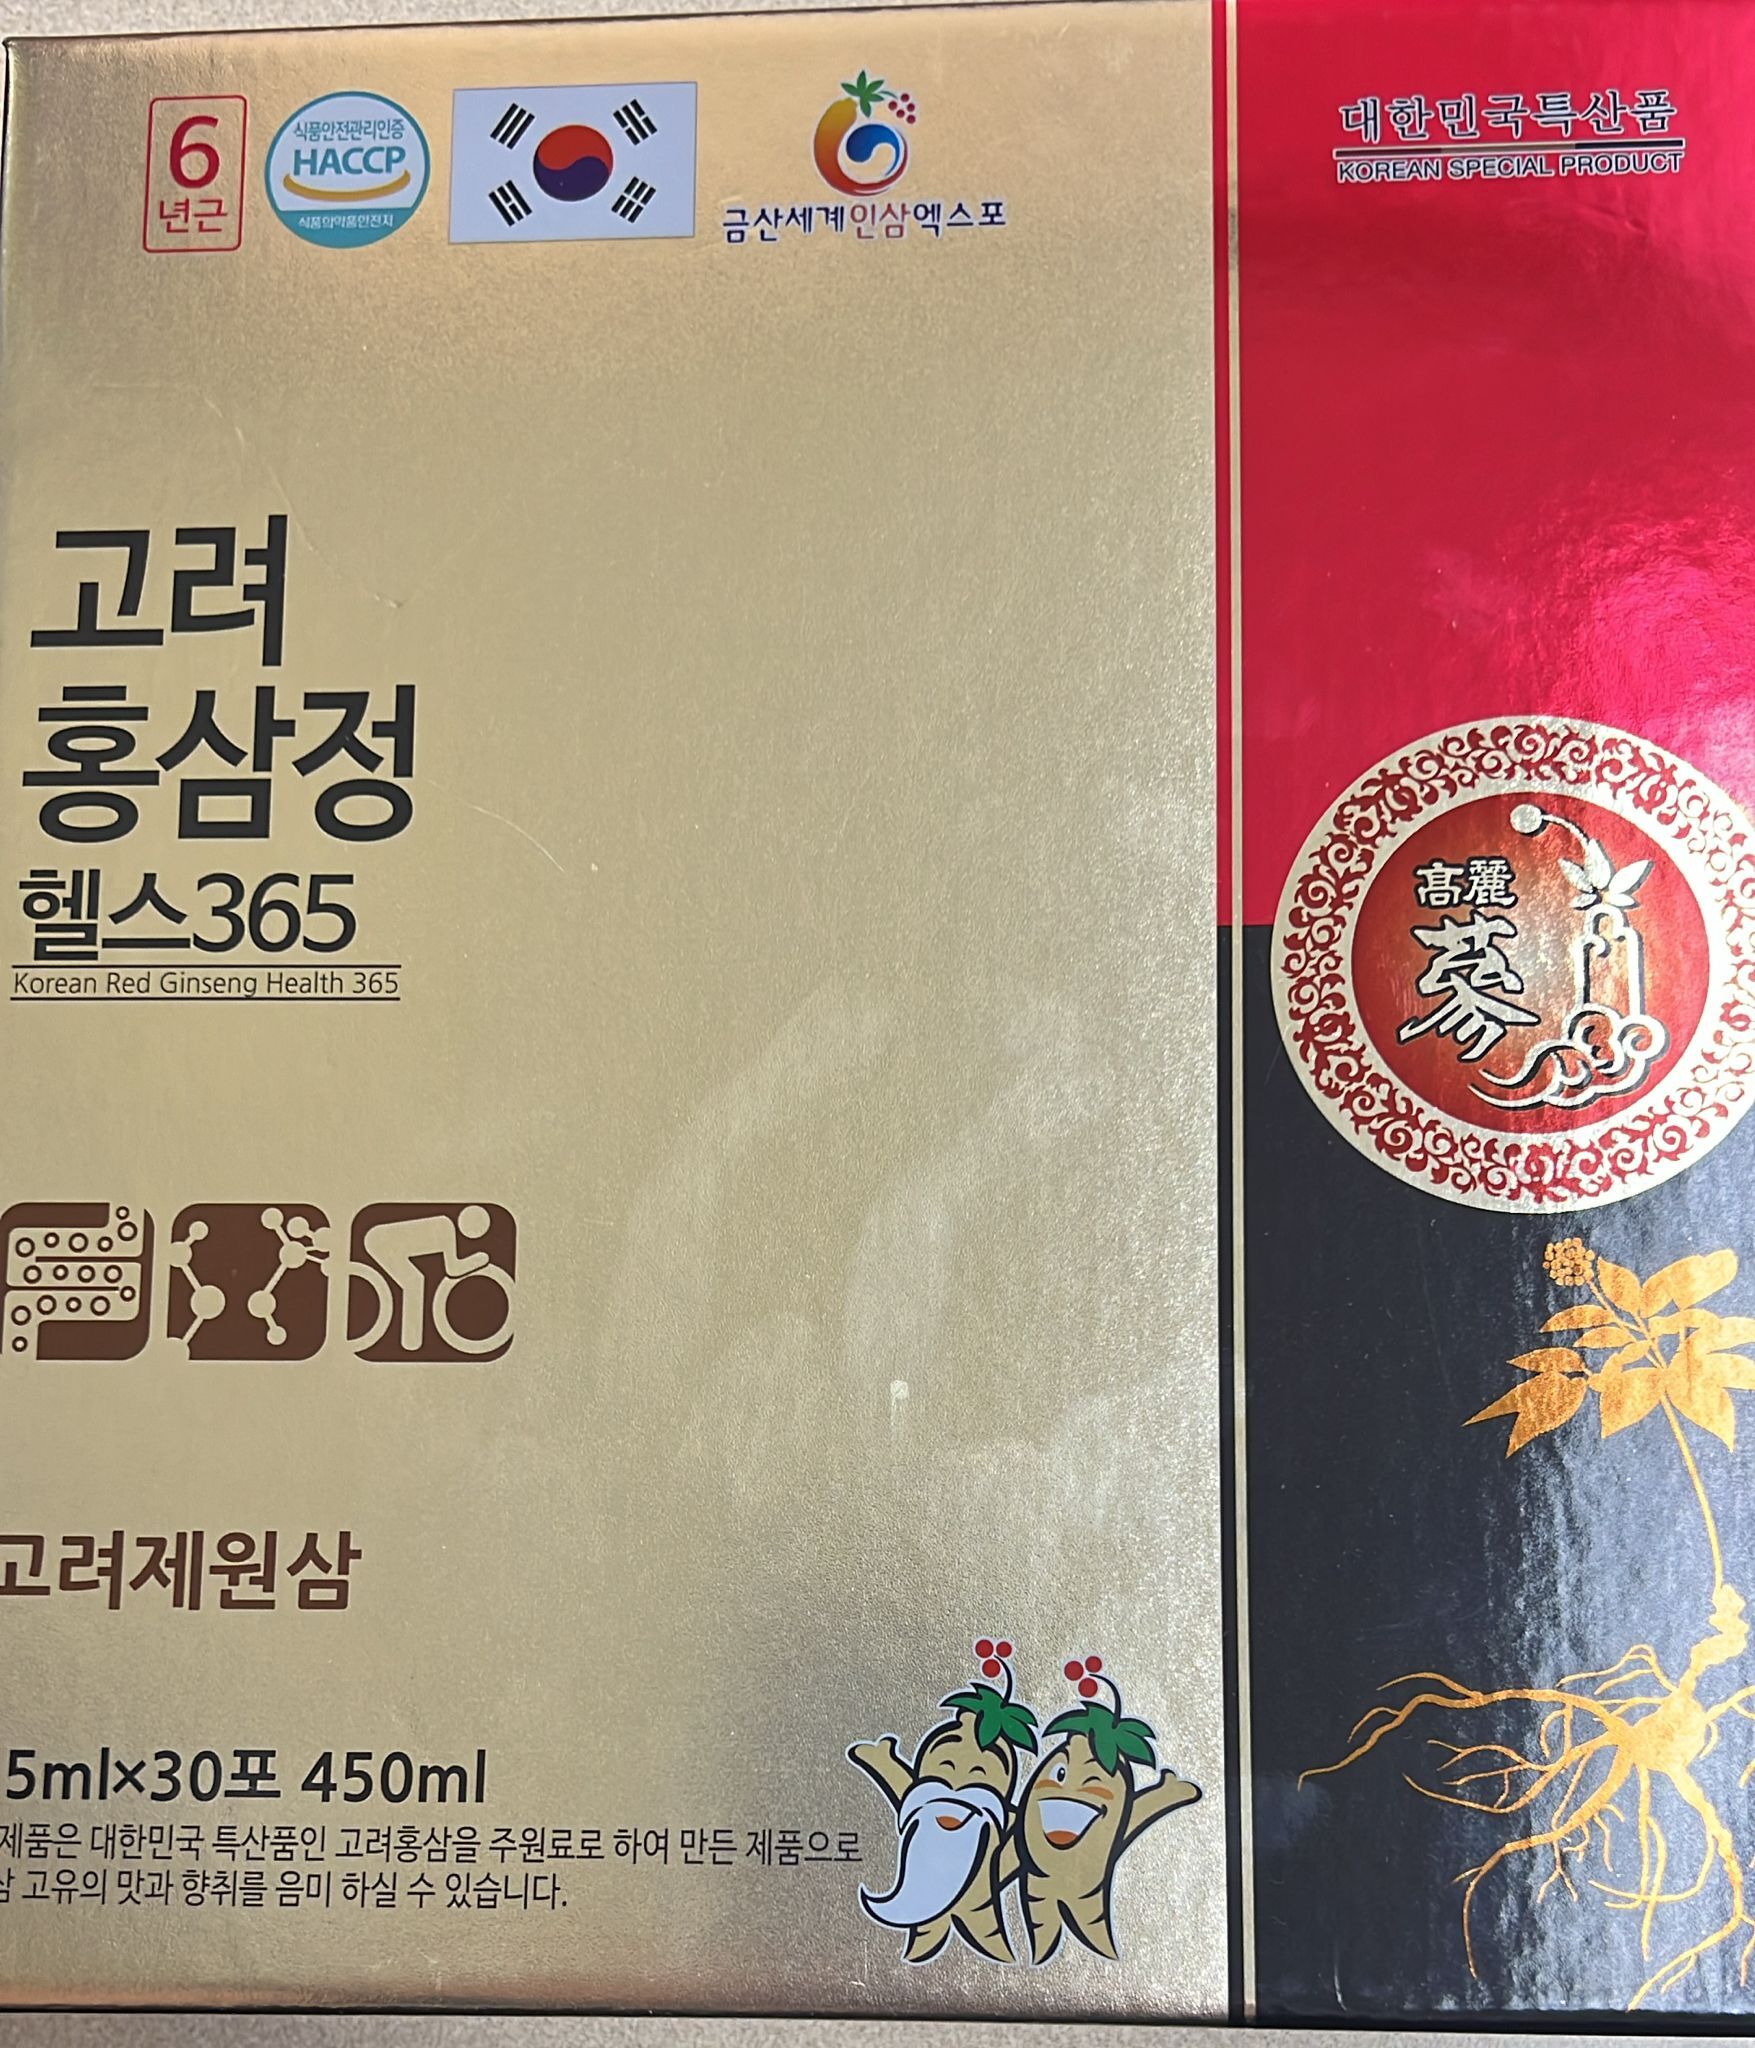 6
년근
식품안전관리인증
HACCP
식품의약품안전처
금산세계인삼엑스포
대한민국특산품
KOREAN SPECIAL PRODUCT
고려
홍삼정
헬스365
Korean Red Ginseng Health 365
高麗
蔘
고려제원삼
5ml×30포 450ml
제품은 대한민국 특산품인 고려홍삼을 주원료로 하여 만든 제품으로
삼 고유의 맛과 향취를 음미 하실 수 있습니다.